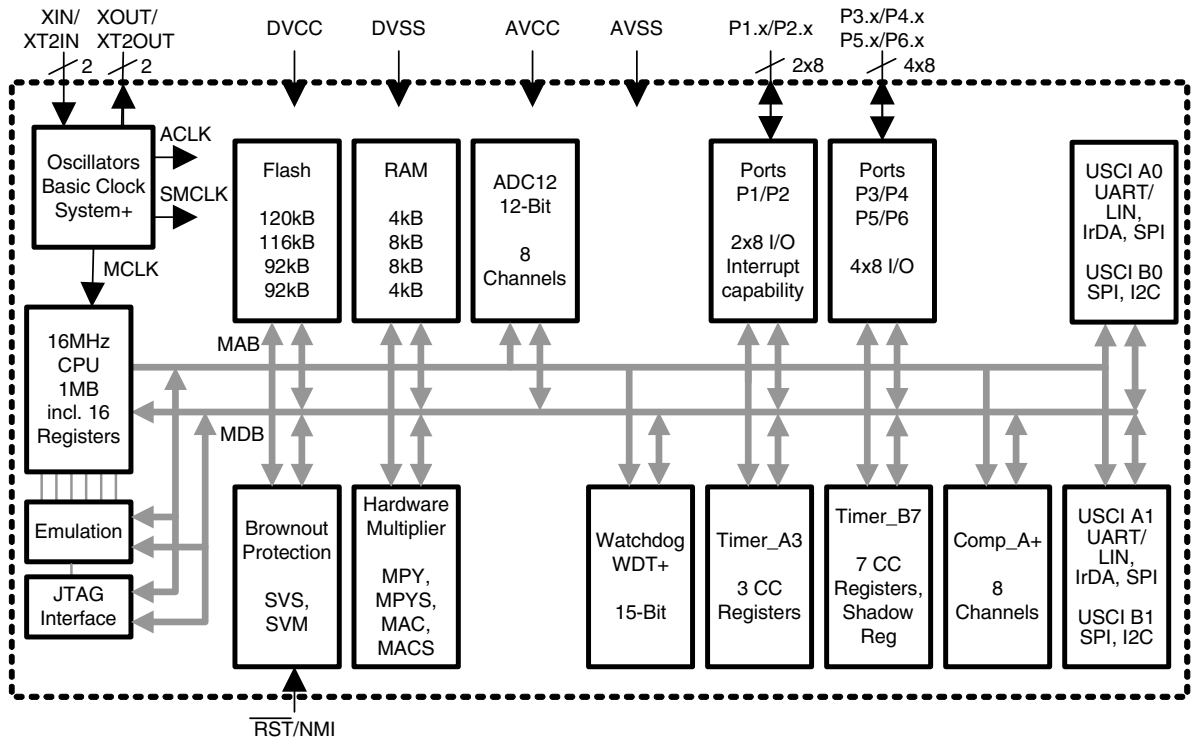 XIN/
XT2IN
2
XOUT/
XT2OUT
2
DVCC
DVSS
AVCC
AVSS
P1.x/P2.x
2x8
P3.x/P4.x
P5.x/P6.x
4x8
Oscillators
Basic Clock
System+
ACLK
SMCLK
MCLK
Flash
120kB
116kB
92kB
92kB
RAM
4kB
8kB
8kB
4kB
ADC12
12-Bit
8
Channels
Ports
P1/P2
2x8 I/O
Interrupt
capability
Ports
P3/P4
P5/P6
4x8 I/O
USCI A0
UART/
LIN,
IrDA, SPI
USCI B0
SPI, I2C
16MHz
CPU
1MB
incl. 16
Registers
MAB
MDB
Emulation
JTAG
Interface
Brownout
Protection
SVS,
SVM
Hardware
Multiplier
MPY,
MPYS,
MAC,
MACS
Watchdog
WDT+
15-Bit
Timer_A3
3 CC
Registers
Timer_B7
7 CC
Registers,
Shadow
Reg
Comp_A+
8
Channels
USCI A1
UART/
LIN,
IrDA, SPI
USCI B1
SPI, I2C
RST/NMI